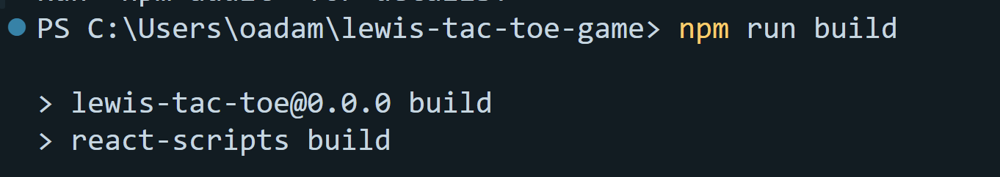 PS C:\Users\oadam\lewis-tac-toe-game> npm run build
> lewis-tac-toe@0.0.0 build
> react-scripts build